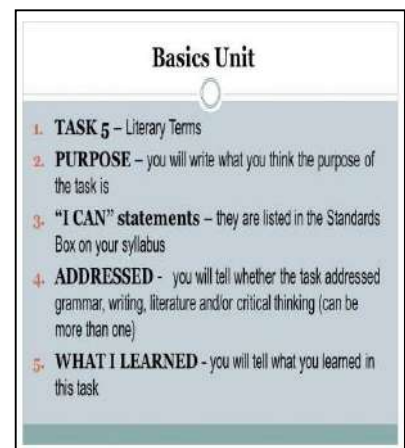 Basics Unit
1. TASK 5 – Literary Terms
2. PURPOSE – you will write what you think the purpose of
the task is
3. “I CAN” statements – they are listed in the Standards
Box on your syllabus
4. ADDRESSED - you will tell whether the task addressed
grammar, writing, literature and/or critical thinking (can be
more than one)
5. WHAT I LEARNED - you will tell what you learned in
this task